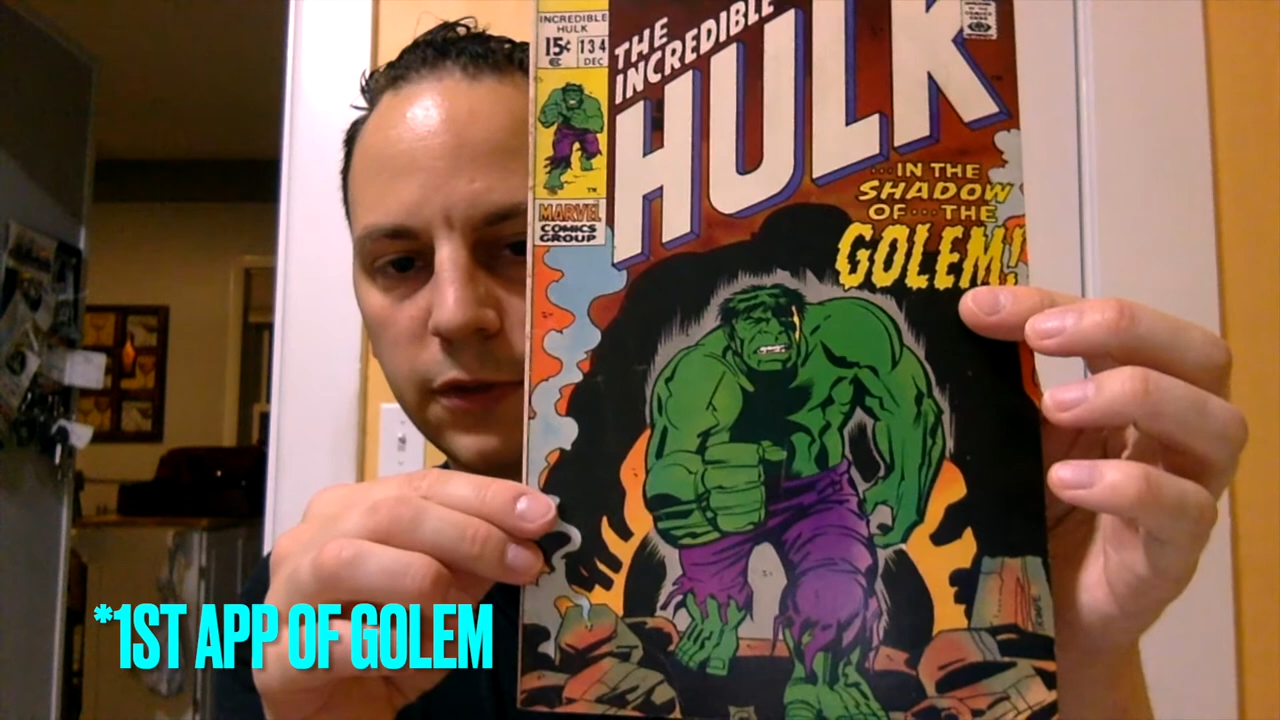 INCREDIBLE
HULK
15¢ 134
DEC
THE
INCREDIBLE
HULK
TM
MARVEL
COMICS
GROUP
...IN THE
SHADOW
OF...THE
GOLEM!
*1ST APP OF GOLEM